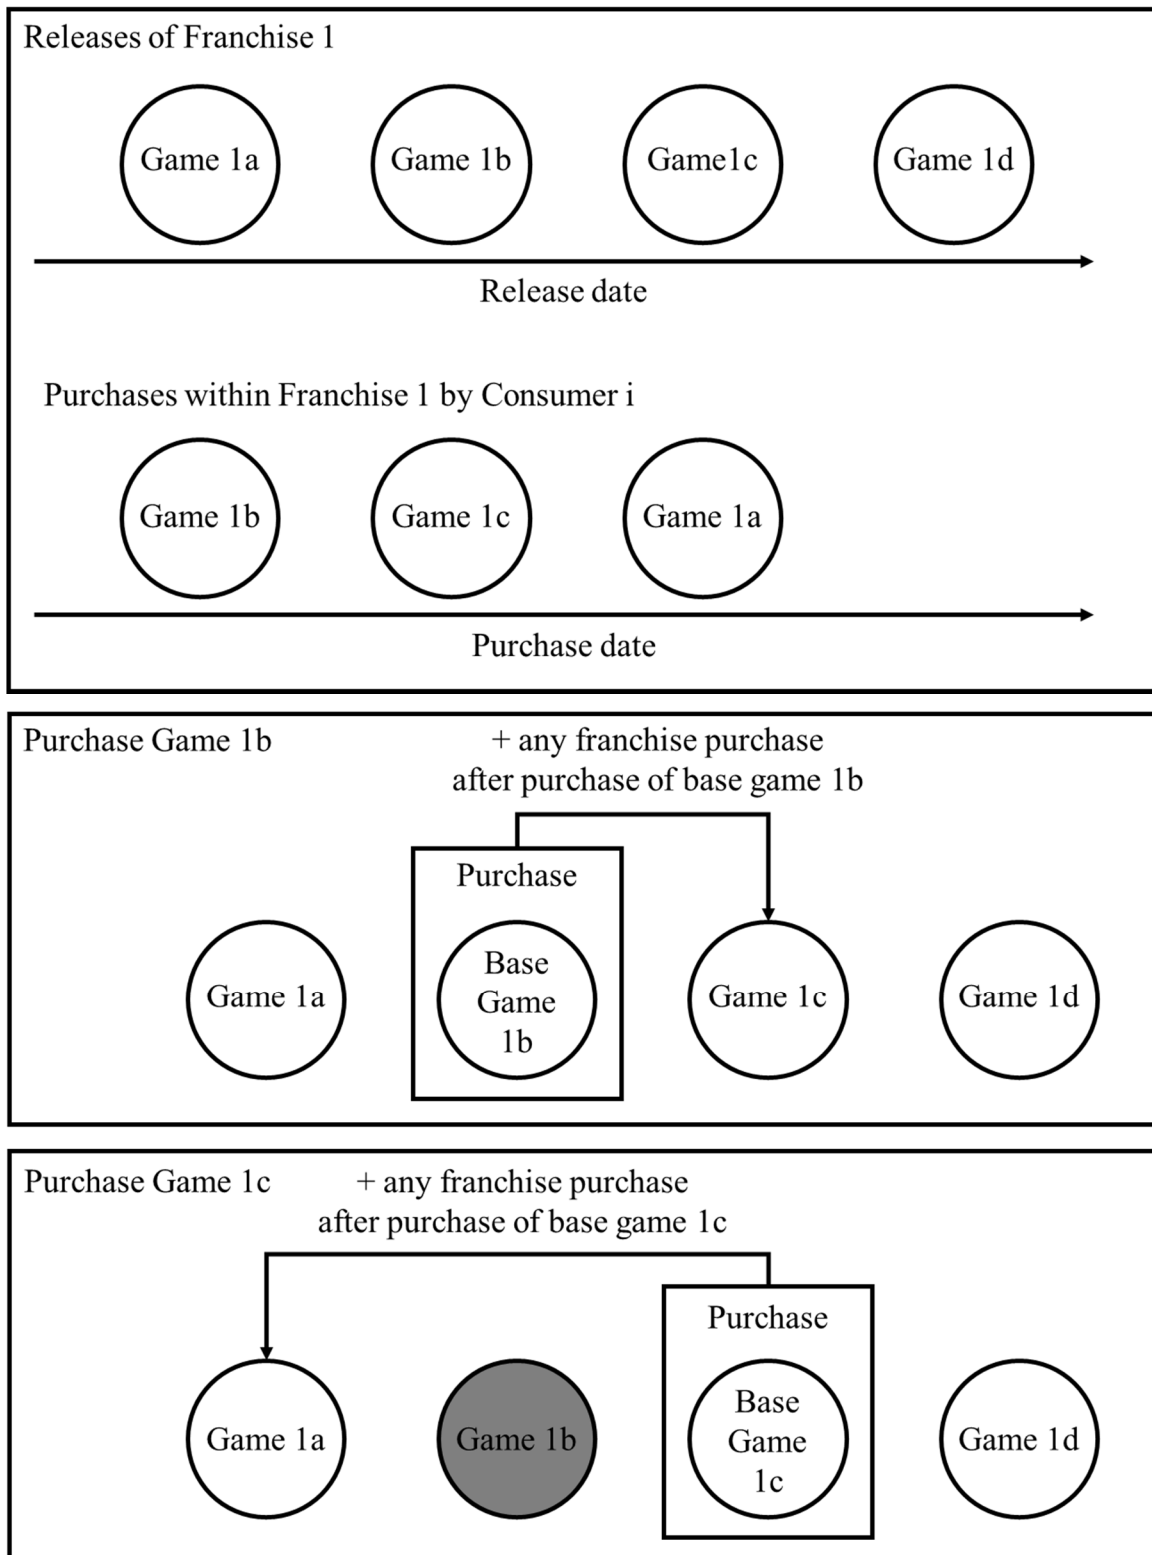 Releases of Franchise 1
Game 1a
Game 1b
Game1c
Game 1d
Release date
Purchases within Franchise 1 by Consumer i
Game 1b
Game 1c
Game 1a
Purchase date
Purchase Game 1b
+ any franchise purchase
after purchase of base game 1b
Purchase
Game 1a
Base
Game
1b
Game 1c
Game 1d
Purchase Game 1c
+ any franchise purchase
after purchase of base game 1c
Purchase
Game 1a
Game 1b
Base
Game
1c
Game 1d